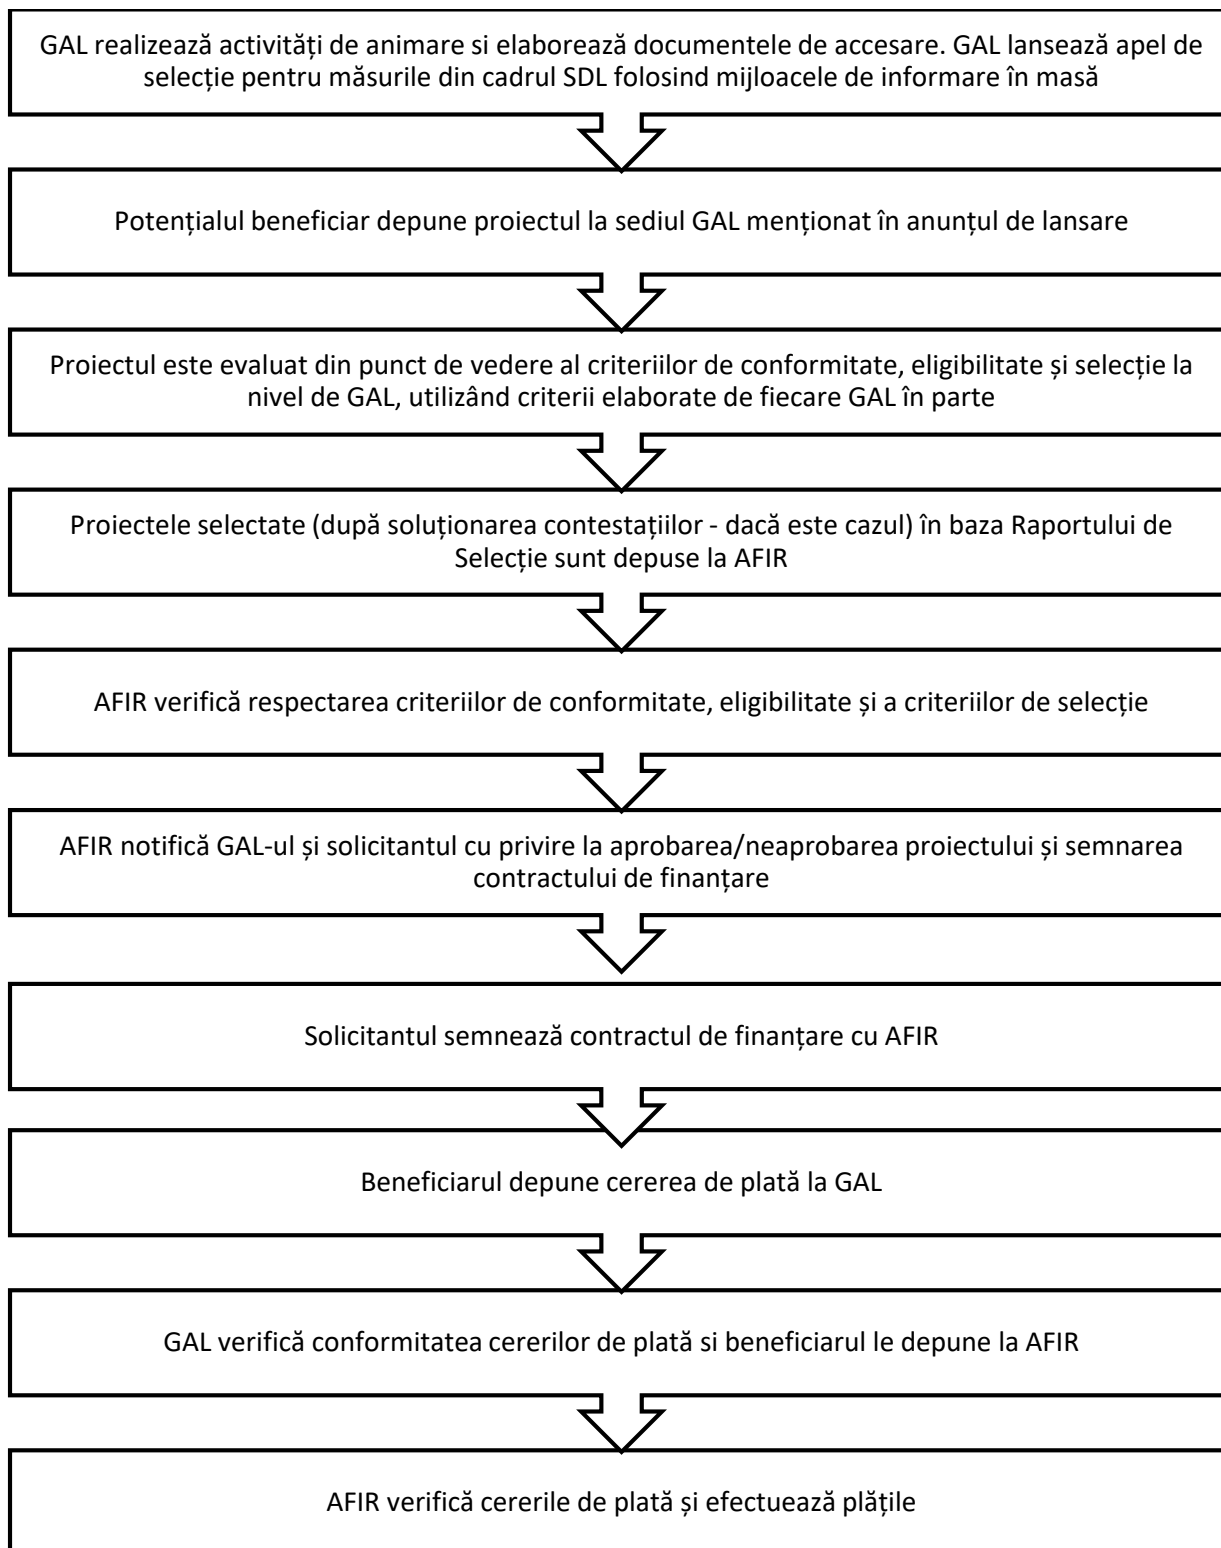 GAL realizează activități de animare si elaborează documentele de accesare. GAL lansează apel de
selecție pentru măsurile din cadrul SDL folosind mijloacele de informare în masă
Potențialul beneficiar depune proiectul la sediul GAL menționat în anunțul de lansare
Proiectul este evaluat din punct de vedere al criteriilor de conformitate, eligibilitate și selecție la
nivel de GAL, utilizând criterii elaborate de fiecare GAL în parte
Proiectele selectate (după soluționarea contestațiilor - dacă este cazul) în baza Raportului de
Selecție sunt depuse la AFIR
AFIR verifică respectarea criteriilor de conformitate, eligibilitate și a criteriilor de selecție
AFIR notifică GAL-ul și solicitantul cu privire la aprobarea/neaprobarea proiectului și semnarea
contractului de finanțare
Solicitantul semnează contractul de finanțare cu AFIR
Beneficiarul depune cererea de plată la GAL
GAL verifică conformitatea cererilor de plată si beneficiarul le depune la AFIR
AFIR verifică cererile de plată și efectuează plățile